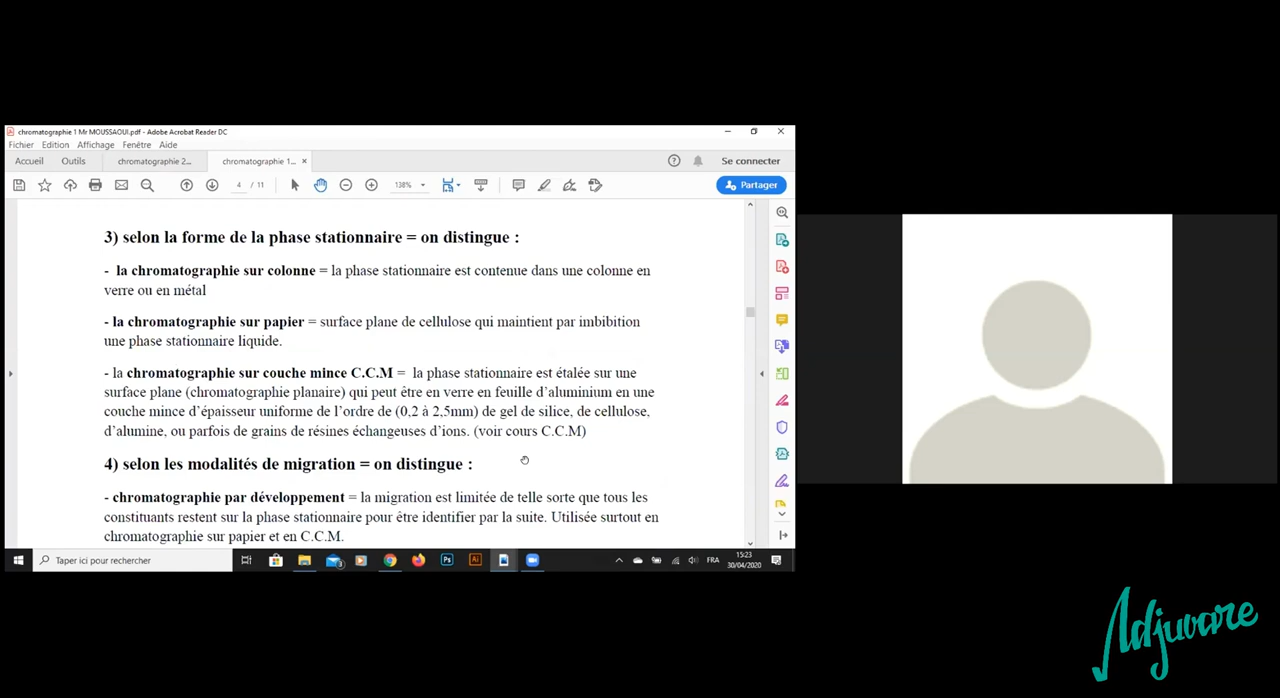 chromatographie 1 Mr MOUSSAOUI.pdf - Adobe Acrobat Reader DC
Fichier Edition Affichage Fenêtre Aide
Accueil Outils chromatographie 2... chromatographie 1... × Se connecter
4 / 11 138% Partager
3) selon la forme de la phase stationnaire = on distingue :
- la chromatographie sur colonne = la phase stationnaire est contenue dans une colonne en
verre ou en métal
- la chromatographie sur papier = surface plane de cellulose qui maintient par imbibition
une phase stationnaire liquide.
- la chromatographie sur couche mince C.C.M = la phase stationnaire est étalée sur une
surface plane (chromatographie planaire) qui peut être en verre en feuille d’aluminium en une
couche mince d’épaisseur uniforme de l’ordre de (0,2 à 2,5mm) de gel de silice, de cellulose,
d’alumine, ou parfois de grains de résines échangeuses d’ions. (voir cours C.C.M)
4) selon les modalités de migration = on distingue :
- chromatographie par développement = la migration est limitée de telle sorte que tous les
constituants restent sur la phase stationnaire pour être identifier par la suite. Utilisée surtout en
chromatographie sur papier et en C.C.M.
Taper ici pour rechercher Ps Ai FRA 15:23
30/04/2020
Adjuvare